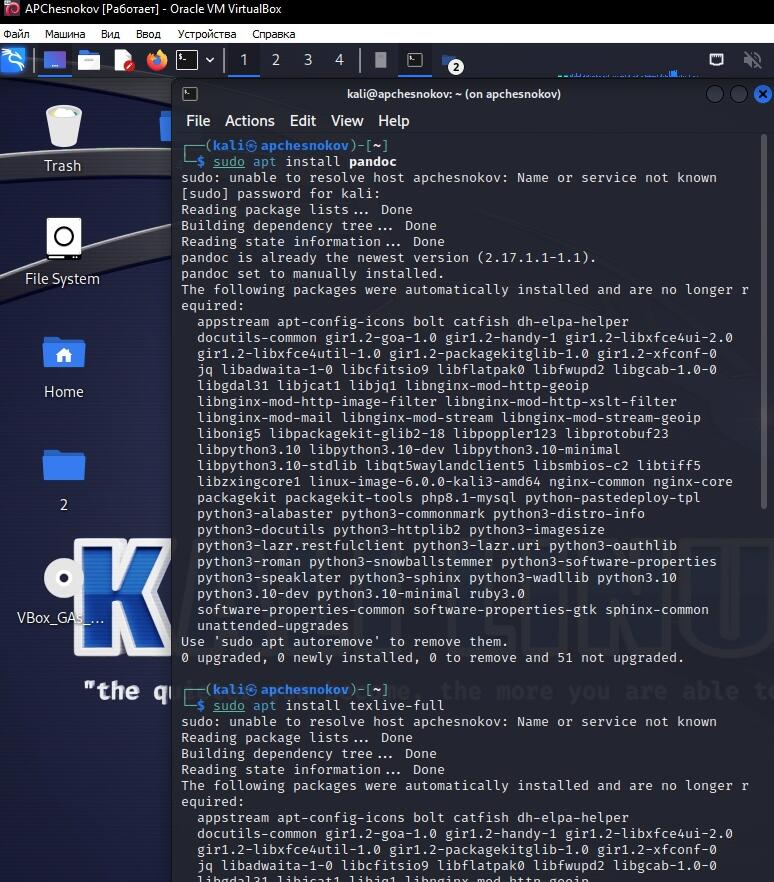 APChesnokov [Работает] - Oracle VM VirtualBox
Файл Машина Вид Ввод Устройства Справка
1 2 3 4 2
kali@apchesnokov: ~ (on apchesnokov)
File Actions Edit View Help
Trash
File System
Home
2
VBox_GAs_...
┌──(kali㉿apchesnokov)-[~]
└─$ sudo apt install pandoc
sudo: unable to resolve host apchesnokov: Name or service not known
[sudo] password for kali:
Reading package lists... Done
Building dependency tree... Done
Reading state information... Done
pandoc is already the newest version (2.17.1.1-1.1).
pandoc set to manually installed.
The following packages were automatically installed and are no longer r
equired:
appstream apt-config-icons bolt catfish dh-elpa-helper
docutils-common gir1.2-goa-1.0 gir1.2-handy-1 gir1.2-libxfce4ui-2.0
gir1.2-libxfce4util-1.0 gir1.2-packagekitglib-1.0 gir1.2-xfconf-0
jq libadwaita-1-0 libcfitsio9 libflatpak0 libfwupd2 libgcab-1.0-0
libgdal31 libjcat1 libjq1 libnginx-mod-http-geoip
libnginx-mod-http-image-filter libnginx-mod-http-xslt-filter
libnginx-mod-mail libnginx-mod-stream libnginx-mod-stream-geoip
libonig5 libpackagekit-glib2-18 libpoppler123 libprotobuf23
libpython3.10 libpython3.10-dev libpython3.10-minimal
libpython3.10-stdlib libqt5waylandclient5 libsmbios-c2 libtiff5
libzxingcore1 linux-image-6.0.0-kali3-amd64 nginx-common nginx-core
packagekit packagekit-tools php8.1-mysql python-pastedeploy-tpl
python3-alabaster python3-commonmark python3-distro-info
python3-docutils python3-httplib2 python3-imagesize
python3-lazr.restfulclient python3-lazr.uri python3-oauthlib
python3-roman python3-snowballstemmer python3-software-properties
python3-speaklater python3-sphinx python3-wadllib python3.10
python3.10-dev python3.10-minimal ruby3.0
software-properties-common software-properties-gtk sphinx-common
unattended-upgrades
Use 'sudo apt autoremove' to remove them.
0 upgraded, 0 newly installed, 0 to remove and 51 not upgraded.
KALI LINU
"the qui me, the more you are able to
┌──(kali㉿apchesnokov)-[~]
└─$ sudo apt install texlive-full
sudo: unable to resolve host apchesnokov: Name or service not known
Reading package lists... Done
Building dependency tree... Done
Reading state information... Done
The following packages were automatically installed and are no longer r
equired:
appstream apt-config-icons bolt catfish dh-elpa-helper
docutils-common gir1.2-goa-1.0 gir1.2-handy-1 gir1.2-libxfce4ui-2.0
gir1.2-libxfce4util-1.0 gir1.2-packagekitglib-1.0 gir1.2-xfconf-0
jq libadwaita-1-0 libcfitsio9 libflatpak0 libfwupd2 libgcab-1.0-0
libgdal31 libjcat1 libjq1 libnginx-mod-http-geoip